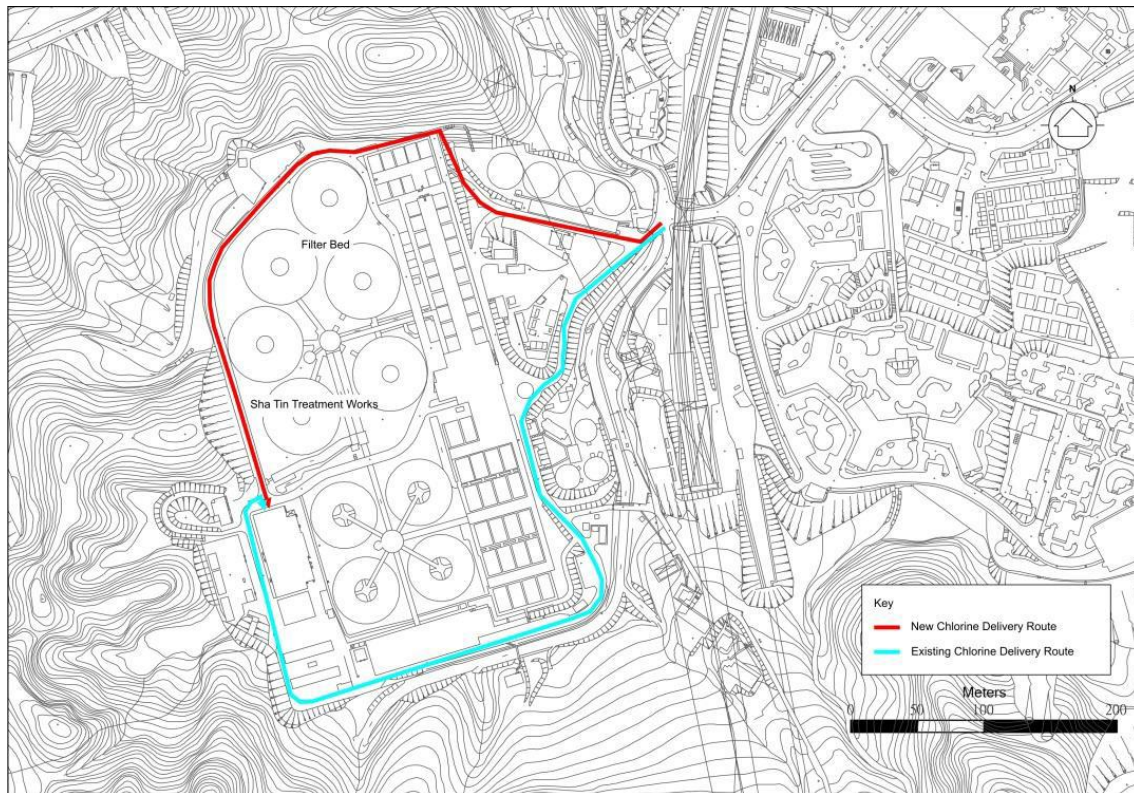 N
Filter Bed
Sha Tin Treatment Works
Key
New Chlorine Delivery Route
Existing Chlorine Delivery Route
Meters
0 50 100 200